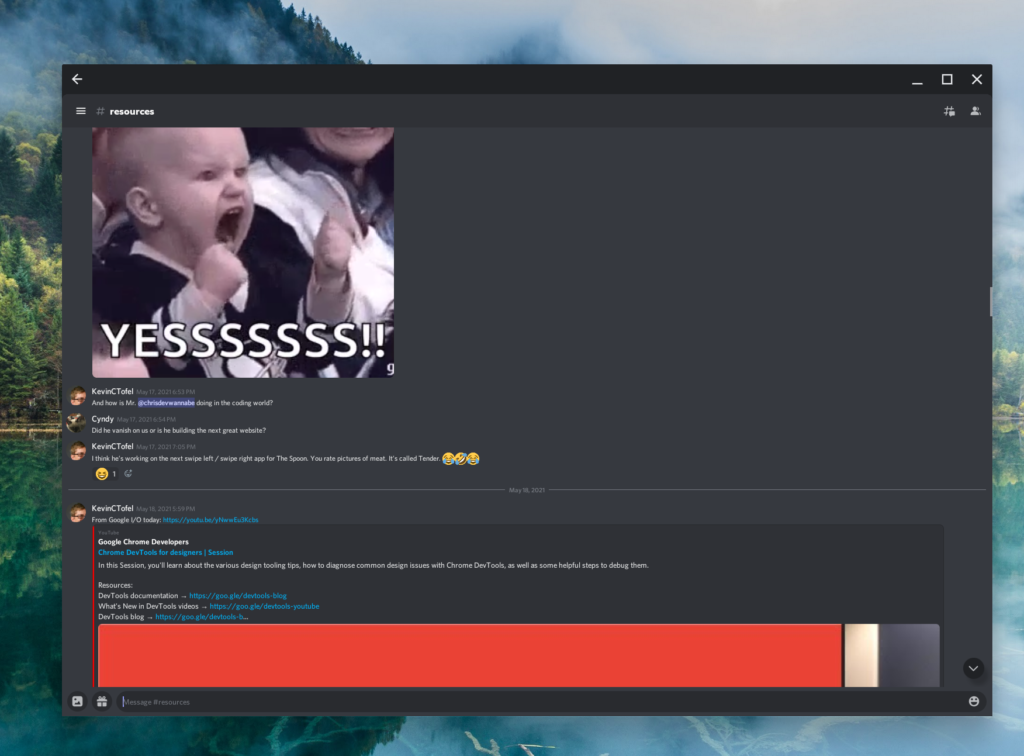 # resources
YESSSSSSS!!
KevinCTofel May 17, 2021 6:53 PM
And how is Mr. @chrisdevwannabe doing in the coding world?
Cyndy May 17, 2021 6:54 PM
Did he vanish on us or is he building the next great website?
KevinCTofel May 17, 2021 7:05 PM
I think he's working on the next swipe left / swipe right app for The Spoon. You rate pictures of meat. It's called Tender. 😂🤣😂
😄 1
May 18, 2021
KevinCTofel May 18, 2021 5:59 PM
From Google I/O today: https://youtu.be/yNwwEu3Kcbs
YouTube
Google Chrome Developers
Chrome DevTools for designers | Session
In this Session, you'll learn about the various design tooling tips, how to diagnose common design issues with Chrome DevTools, as well as some helpful steps to debug them.
Resources:
DevTools documentation → https://goo.gle/devtools-blog
What's New in DevTools videos → https://goo.gle/devtools-youtube
DevTools blog → https://goo.gle/devtools-b...
Message #resources